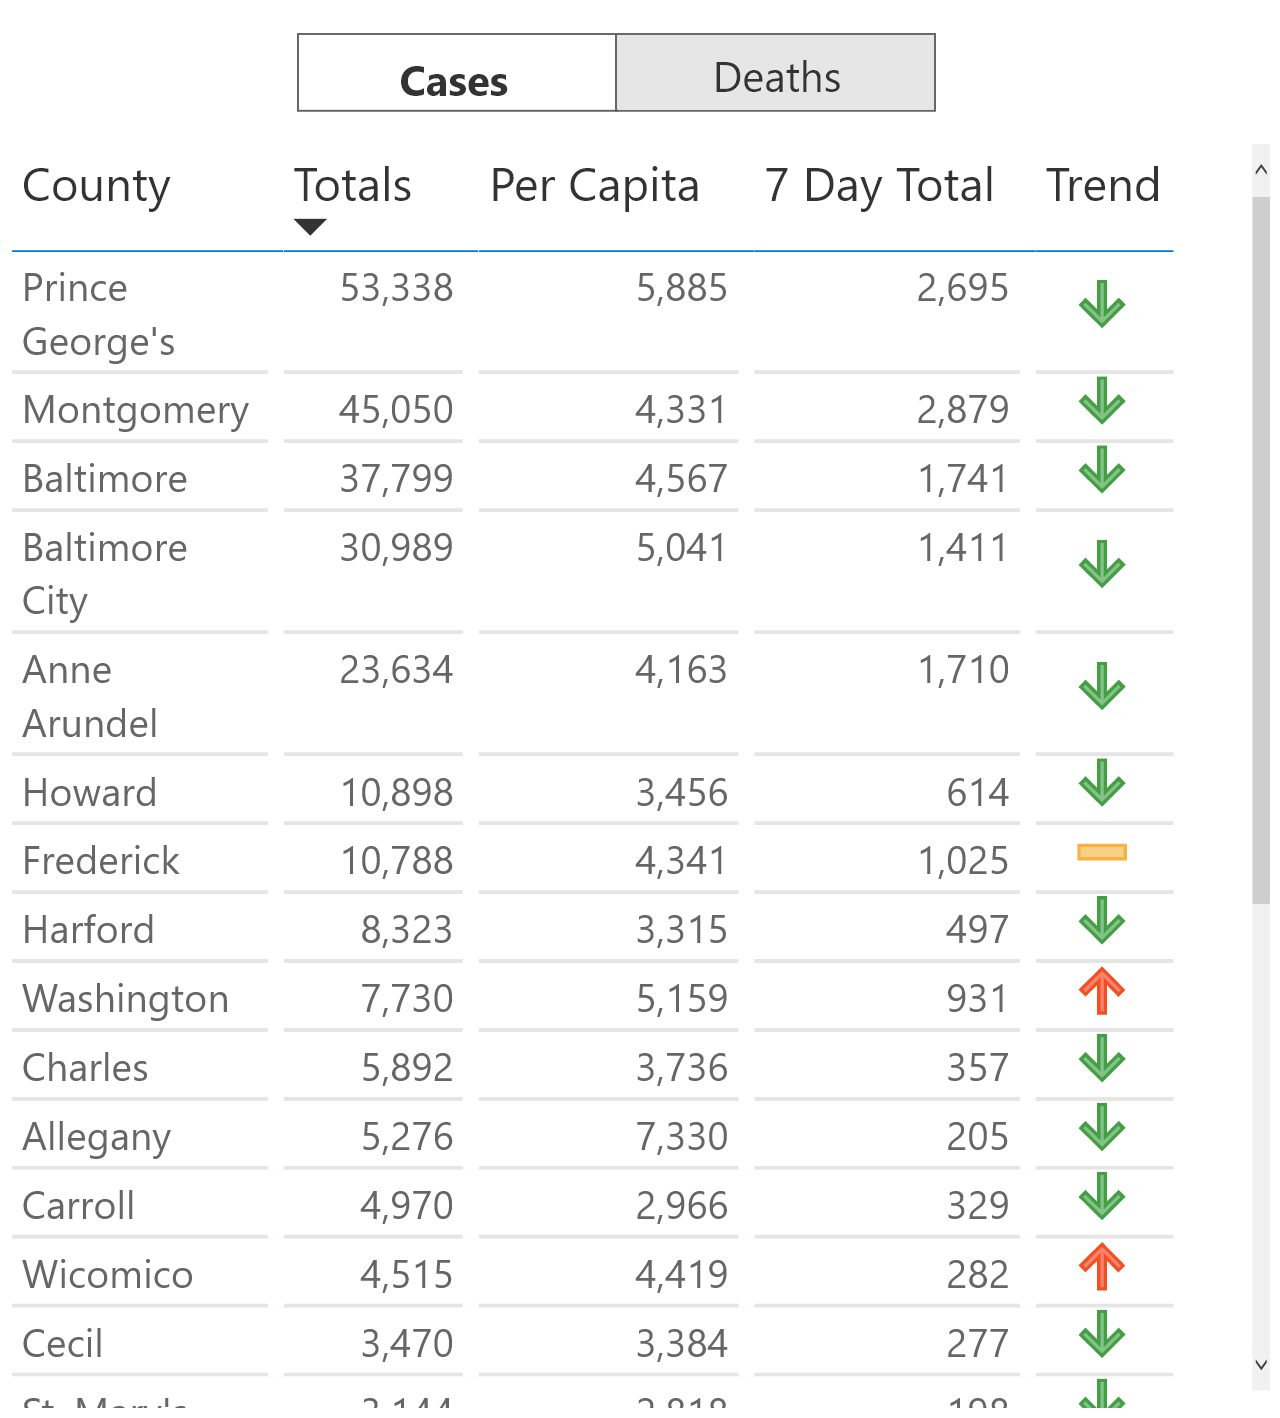 Cases Deaths
County Totals Per Capita 7 Day Total Trend
Prince 53,338 5,885 2,695
George's
Montgomery 45,050 4,331 2,879
Baltimore 37,799 4,567 1,741
Baltimore 30,989 5,041 1,411
City
Anne 23,634 4,163 1,710
Arundel
Howard 10,898 3,456 614
Frederick 10,788 4,341 1,025
Harford 8,323 3,315 497
Washington 7,730 5,159 931
Charles 5,892 3,736 357
Allegany 5,276 7,330 205
Carroll 4,970 2,966 329
Wicomico 4,515 4,419 282
Cecil 3,470 3,384 277
St. Mary's